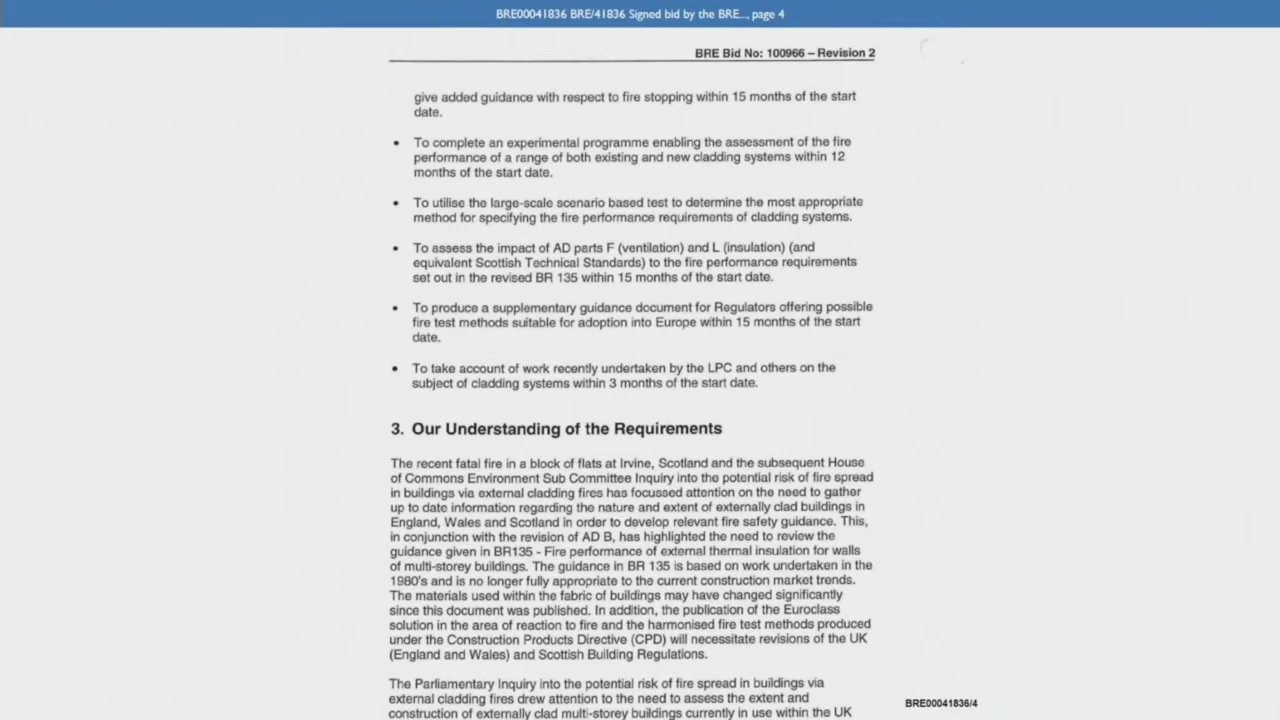 BRE00041836 BRE/41836 Signed bid by the BRE..., page 4
BRE Bid No: 100966 – Revision 2
give added guidance with respect to fire stopping within 15 months of the start
date.
• To complete an experimental programme enabling the assessment of the fire
performance of a range of both existing and new cladding systems within 12
months of the start date.
• To utilise the large-scale scenario based test to determine the most appropriate
method for specifying the fire performance requirements of cladding systems.
• To assess the impact of AD parts F (ventilation) and L (insulation) (and
equivalent Scottish Technical Standards) to the fire performance requirements
set out in the revised BR 135 within 15 months of the start date.
• To produce a supplementary guidance document for Regulators offering possible
fire test methods suitable for adoption into Europe within 15 months of the start
date.
• To take account of work recently undertaken by the LPC and others on the
subject of cladding systems within 3 months of the start date.
3. Our Understanding of the Requirements
The recent fatal fire in a block of flats at Irvine, Scotland and the subsequent House
of Commons Environment Sub Committee Inquiry into the potential risk of fire spread
in buildings via external cladding fires has focussed attention on the need to gather
up to date information regarding the nature and extent of externally clad buildings in
England, Wales and Scotland in order to develop relevant fire safety guidance. This,
in conjunction with the revision of AD B, has highlighted the need to review the
guidance given in BR135 - Fire performance of external thermal insulation for walls
of multi-storey buildings. The guidance in BR 135 is based on work undertaken in the
1980's and is no longer fully appropriate to the current construction market trends.
The materials used within the fabric of buildings may have changed significantly
since this document was published. In addition, the publication of the Euroclass
solution in the area of reaction to fire and the harmonised fire test methods produced
under the Construction Products Directive (CPD) will necessitate revisions of the UK
(England and Wales) and Scottish Building Regulations.
The Parliamentary Inquiry into the potential risk of fire spread in buildings via
external cladding fires drew attention to the need to assess the extent and
construction of externally clad multi-storey buildings currently in use within the UK
BRE00041836/4